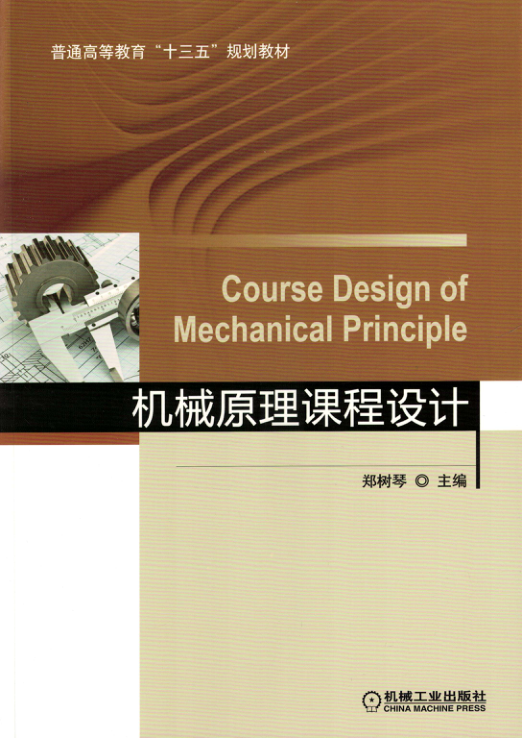 普通高等教育“十三五”规划教材
Course Design of
Mechanical Principle
机械原理课程设计
郑树琴 ◎ 主编
机械工业出版社
CHINA MACHINE PRESS